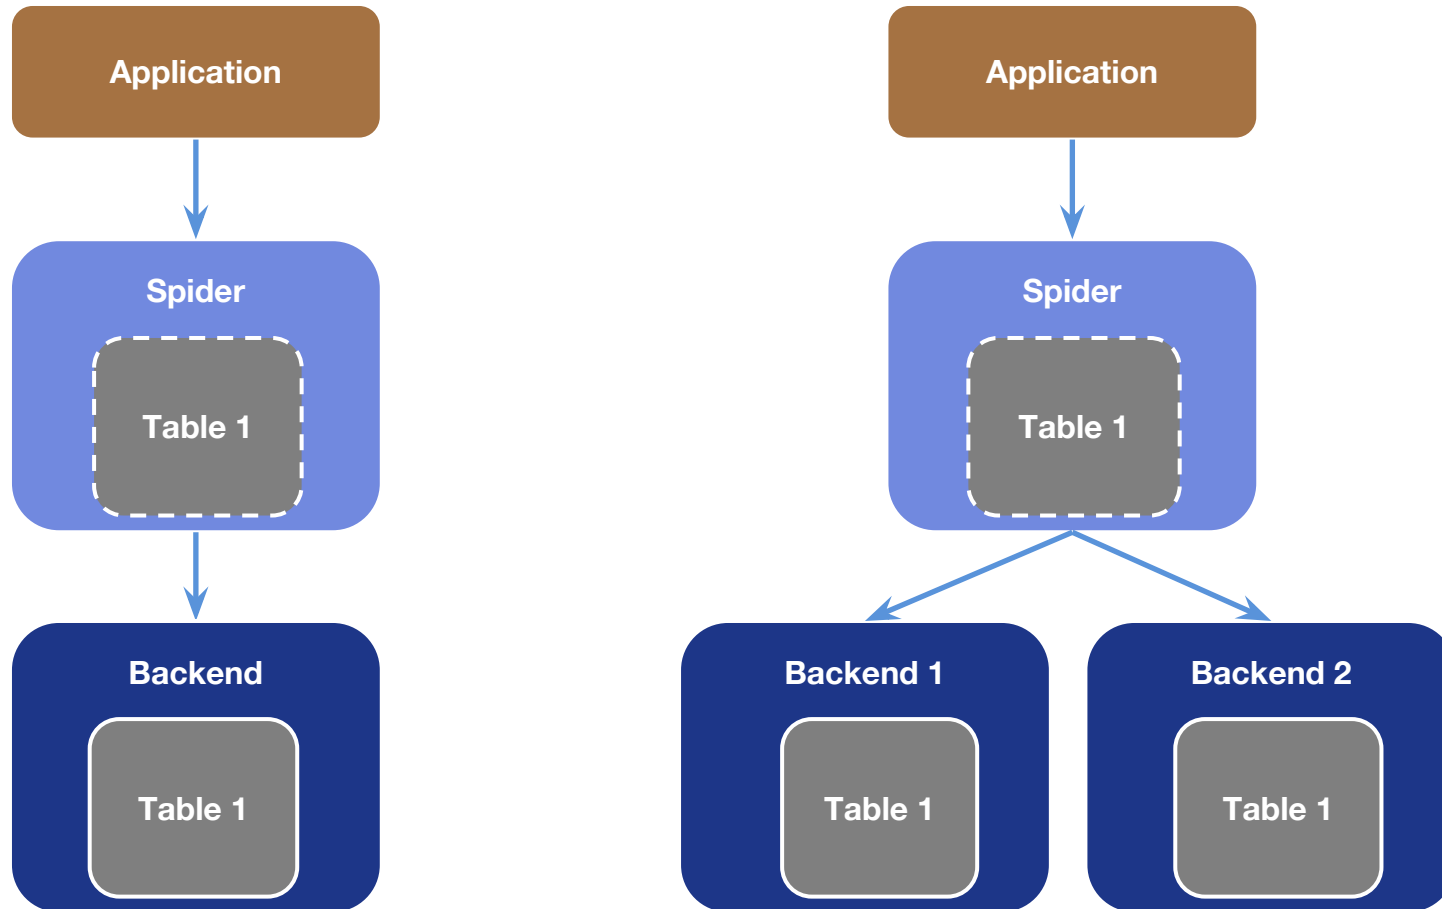 Application
Spider
Table 1
Backend
Table 1
Application
Spider
Table 1
Backend 1
Table 1
Backend 2
Table 1